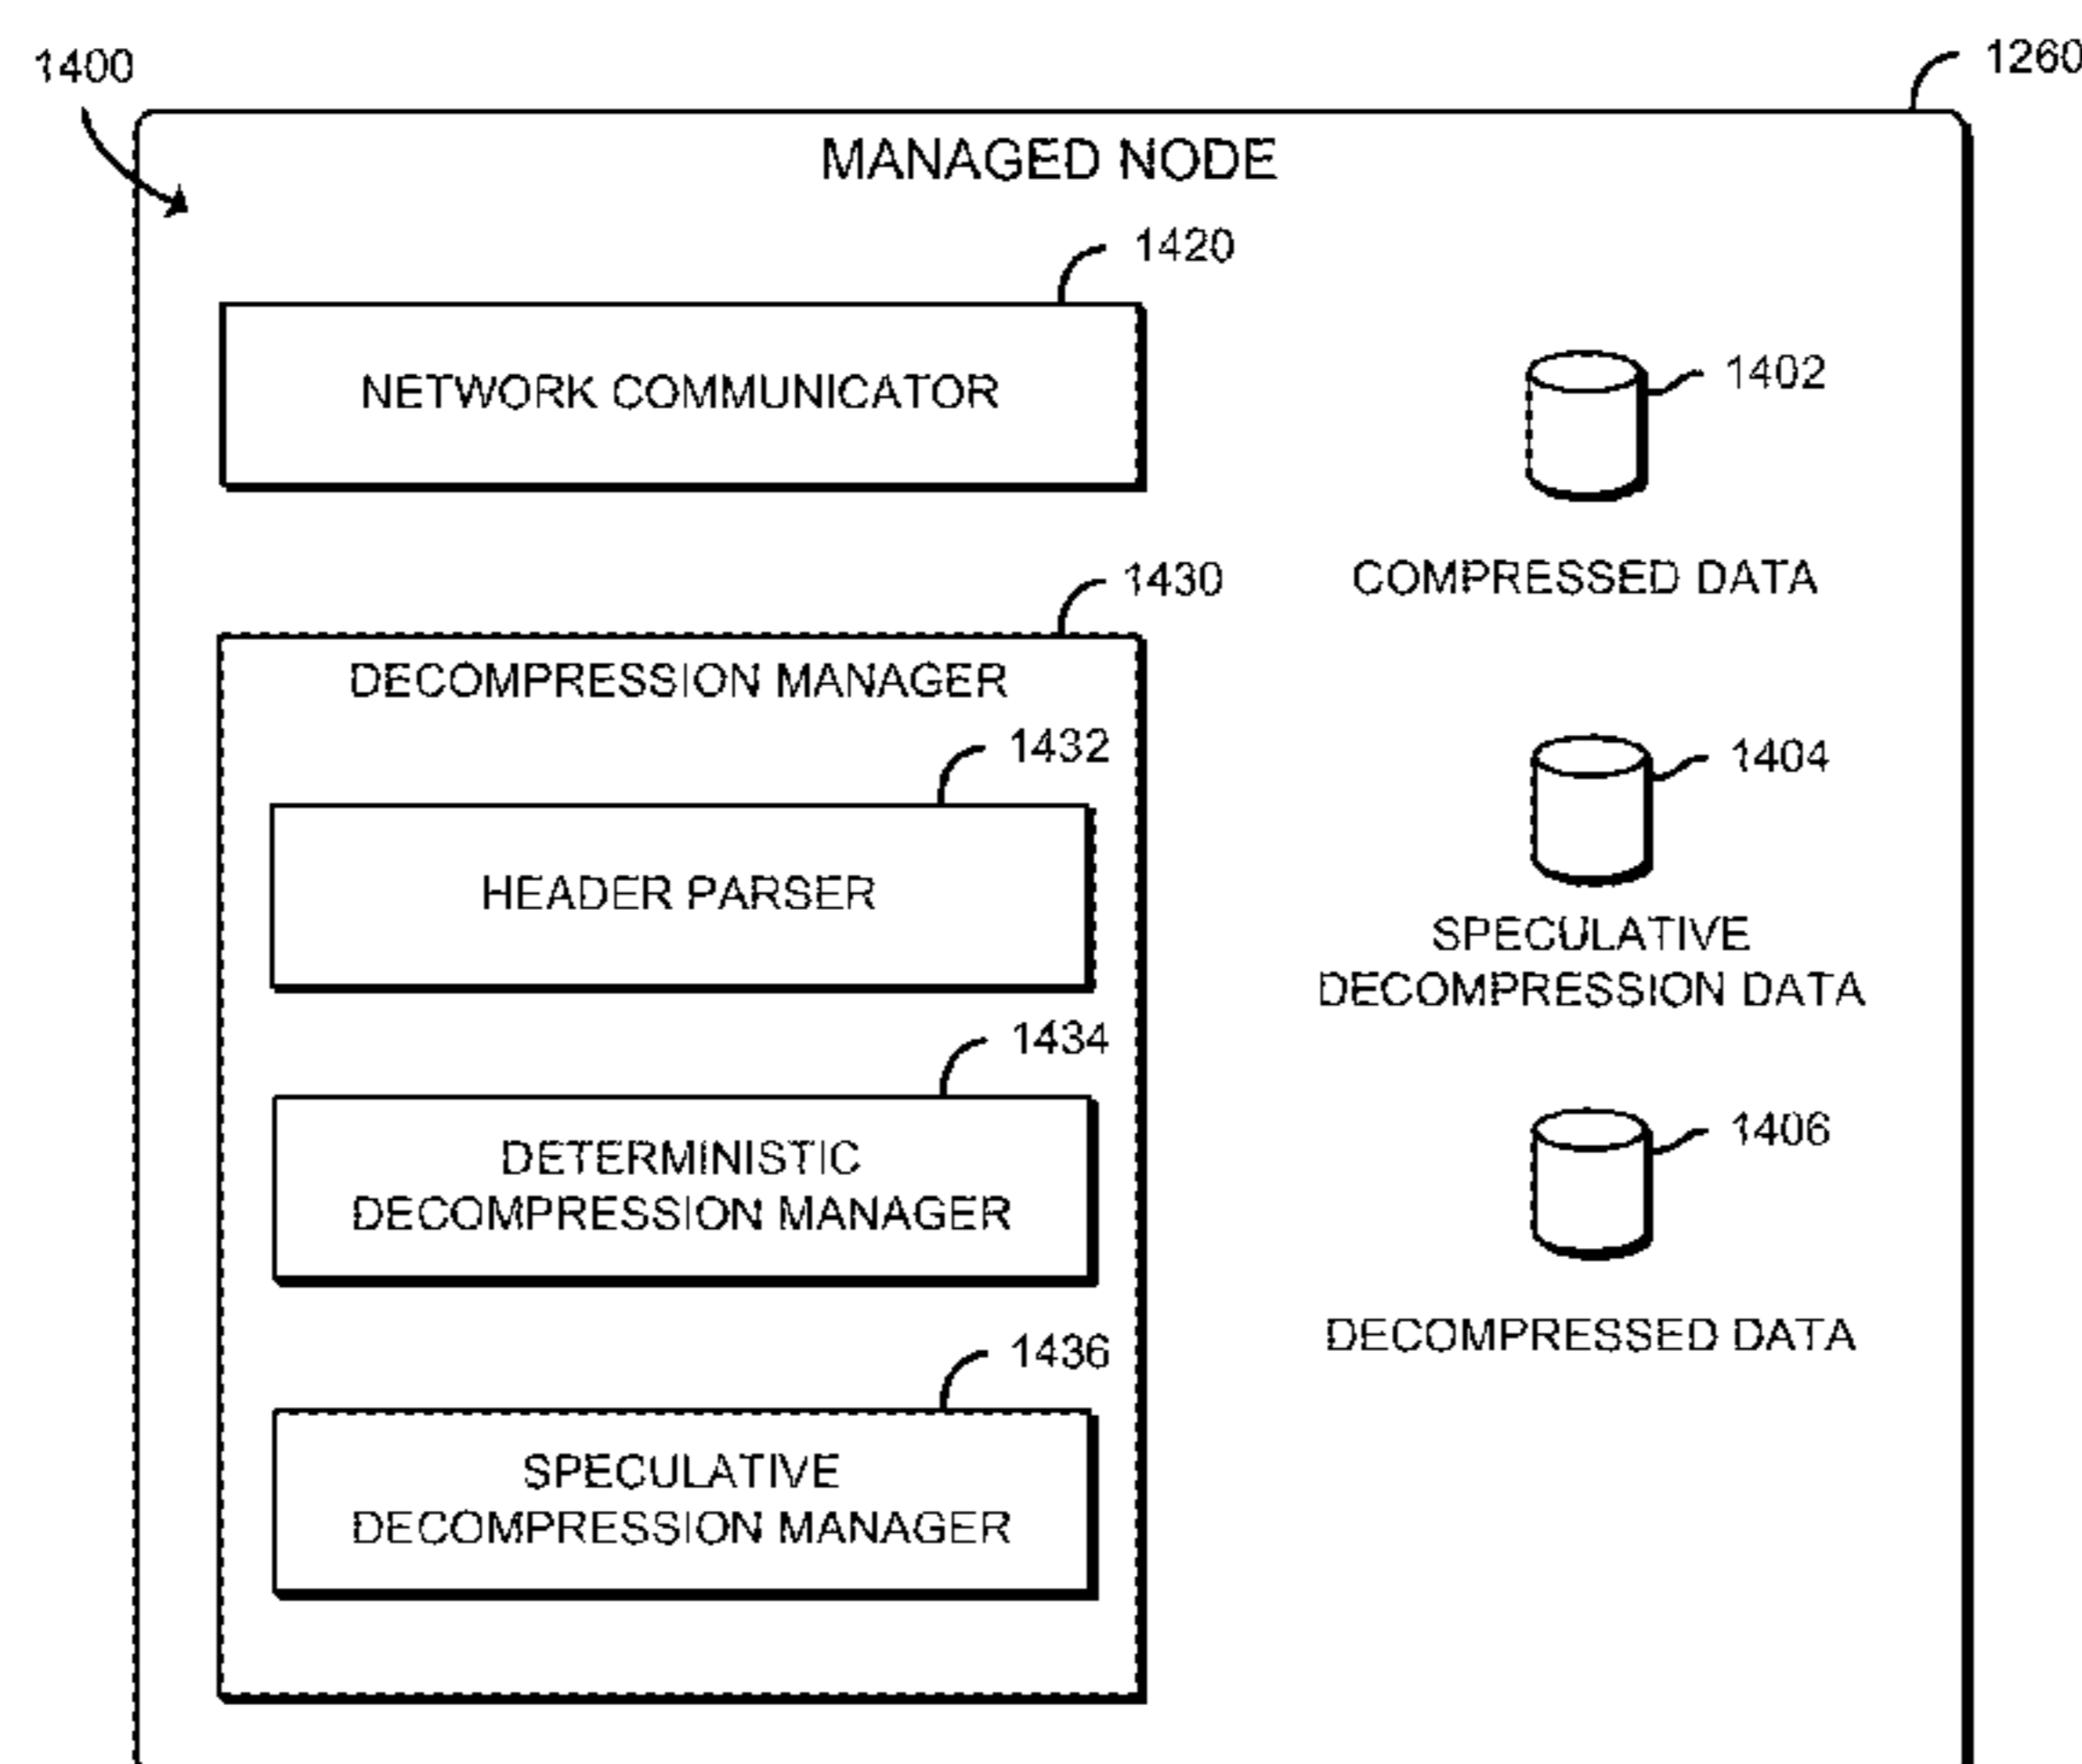 1400
1260
MANAGED NODE
1420
NETWORK COMMUNICATOR
1402
COMPRESSED DATA
1430
DECOMPRESSION MANAGER
1432
HEADER PARSER
1404
SPECULATIVE
DECOMPRESSION DATA
1434
DETERMINISTIC
DECOMPRESSION MANAGER
1406
DECOMPRESSED DATA
1436
SPECULATIVE
DECOMPRESSION MANAGER